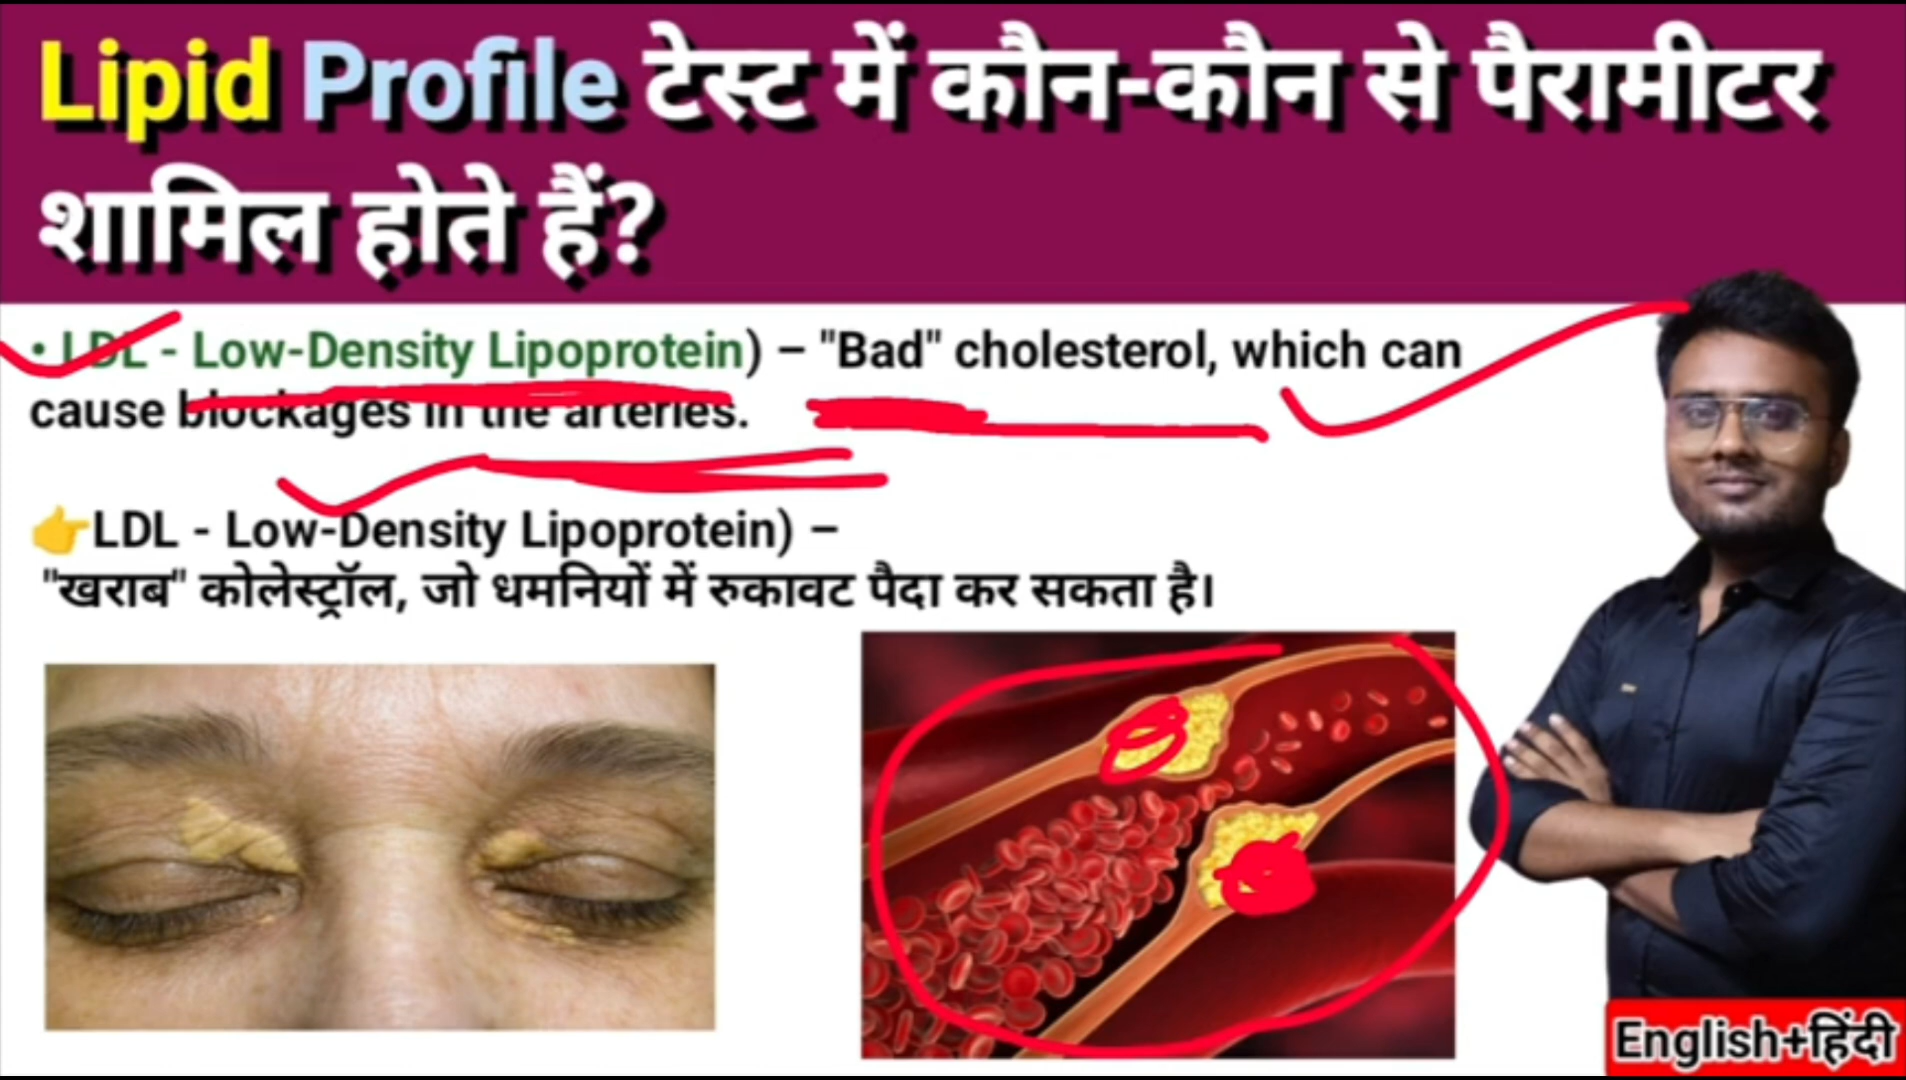 Lipid Profile टेस्ट में कौन-कौन से पैरामीटर
शामिल होते हैं?
• LDL - Low-Density Lipoprotein) – "Bad" cholesterol, which can
cause blockages in the arteries.
👉LDL - Low-Density Lipoprotein) –
"खराब" कोलेस्ट्रॉल, जो धमनियों में रुकावट पैदा कर सकता है।
English+हिंदी